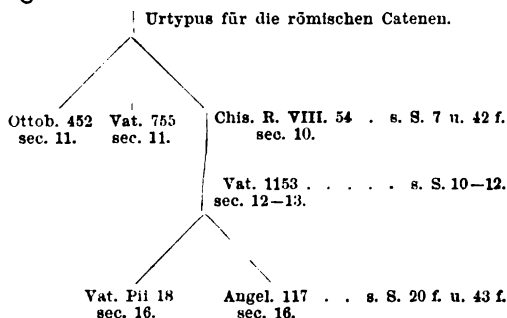 Urtypus für die römischen Catenen.
Ottob. 452 Vat. 755 Chis. R. VIII. 54 . s. S. 7 u. 42 f.
sec. 11. sec. 11. sec. 10.
Vat. 1153 . . . . . s. S. 10–12.
sec. 12–13.
Vat. Pii 18 Angel. 117 . . s. S. 20 f. u. 43 f.
sec. 16. sec. 16.